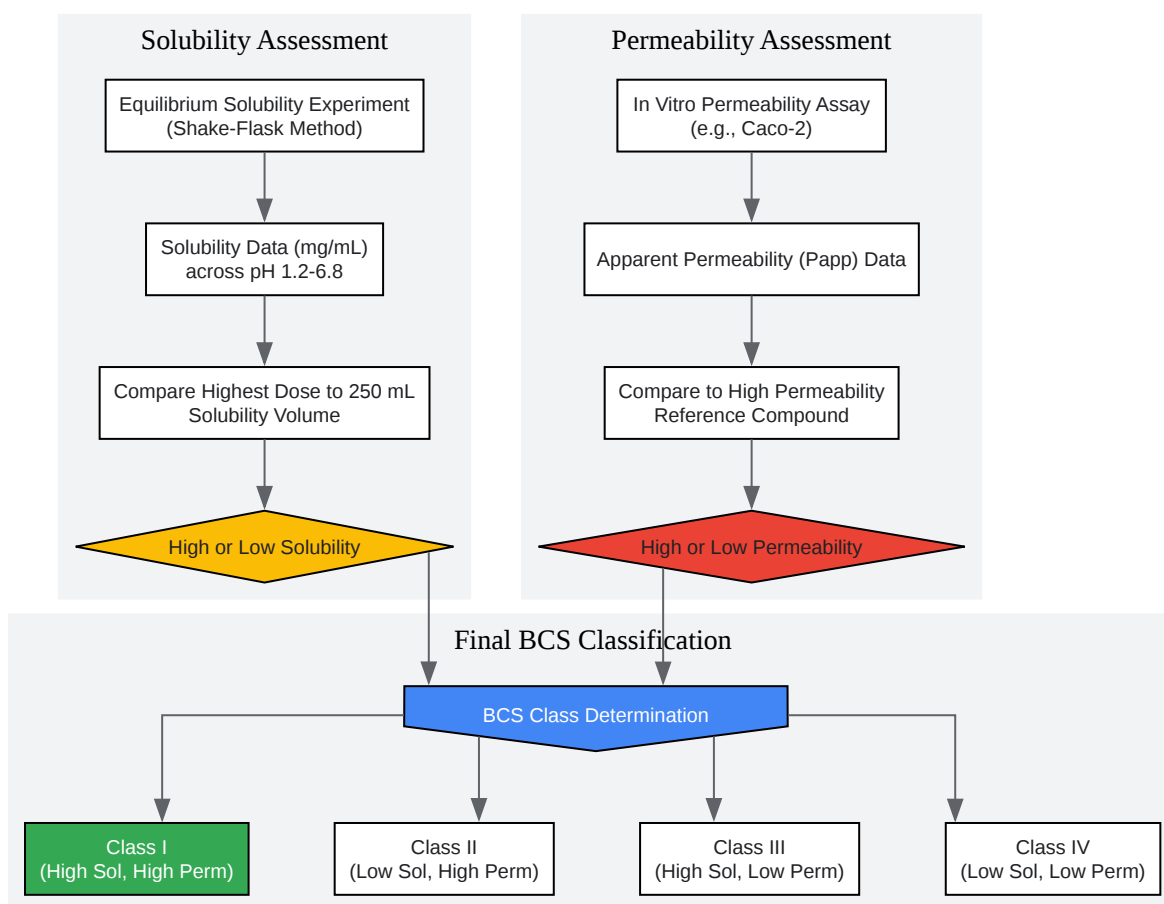 Solubility Assessment
Equilibrium Solubility Experiment
(Shake-Flask Method)
Solubility Data (mg/mL)
across pH 1.2-6.8
Compare Highest Dose to 250 mL
Solubility Volume
High or Low Solubility
Permeability Assessment
In Vitro Permeability Assay
(e.g., Caco-2)
Apparent Permeability (Papp) Data
Compare to High Permeability
Reference Compound
High or Low Permeability
Final BCS Classification
BCS Class Determination
Class I
(High Sol, High Perm)
Class II
(Low Sol, High Perm)
Class III
(High Sol, Low Perm)
Class IV
(Low Sol, Low Perm)